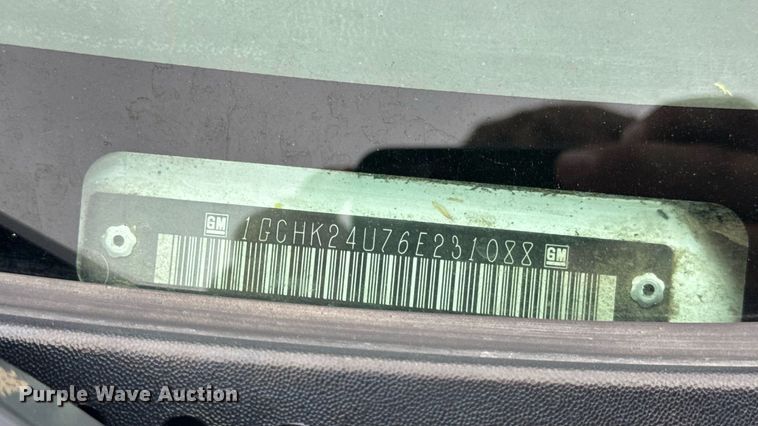 GM 1GCHK24U76E231088 GM
Purple Wave Auction